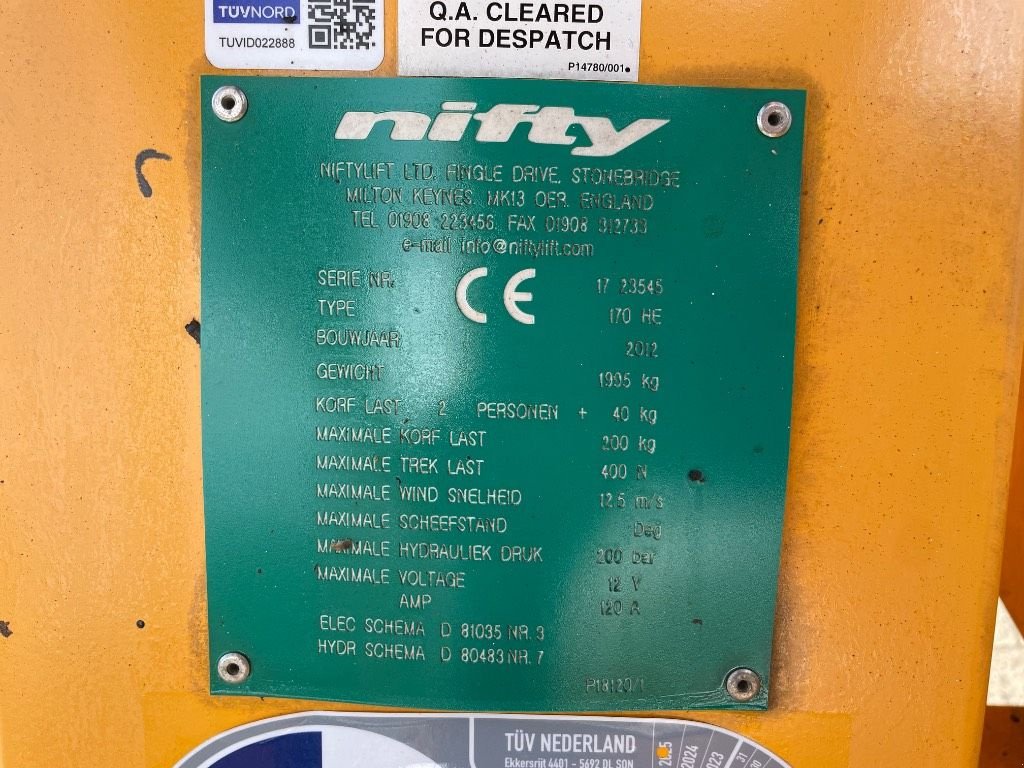 TÜVNORD
TUVID022888
Q.A. CLEARED
FOR DESPATCH
P14780/001
nifty
NIFTYLIFT LTD, FINGLE DRIVE, STONEBRIDGE
MILTON KEYNES, MK13 OER, ENGLAND
TEL 01908 223456 FAX 01908 312733
e-mail info@niftylift.com
CE
SERIE NR. 17 23545
TYPE 170 HE
BOUWJAAR 2012
GEWICHT 1995 kg
KORF LAST 2 PERSONEN + 40 kg
MAXIMALE KORF LAST 200 kg
MAXIMALE TREK LAST 400 N
MAXIMALE WIND SNELHEID 12.5 m/s
MAXIMALE SCHEEFSTAND Deg
MAXIMALE HYDRAULIEK DRUK 200 bar
MAXIMALE VOLTAGE 12 V
AMP 120 A
ELEC SCHEMA D 81035 NR. 3
HYDR SCHEMA D 80483 NR. 7
P18120/1
TÜV NEDERLAND
Ekkersrijt 4401 - 5692 DL SON
2025
2024
2023
31
30